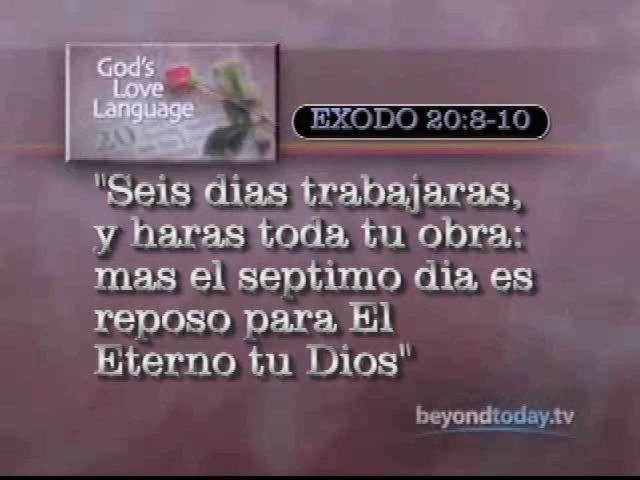 God's
Love
Language
20
EXODO 20:8-10
"Seis dias trabajaras,
y haras toda tu obra:
mas el septimo dia es
reposo para El
Eterno tu Dios"
beyondtoday.tv